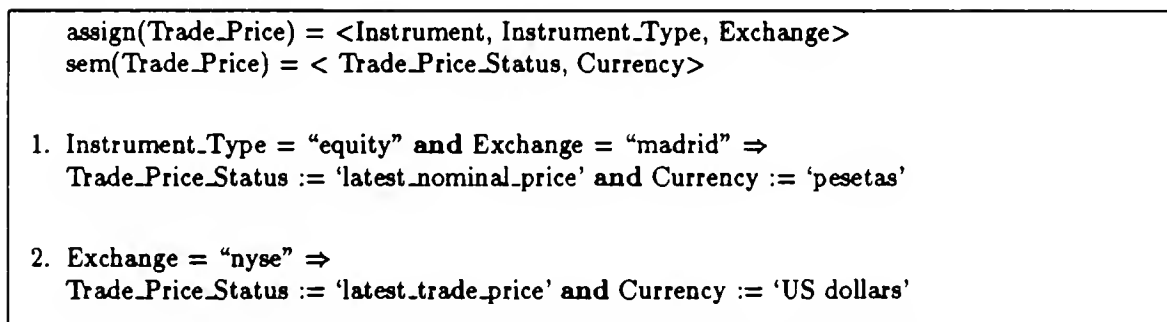 assign(Trade_Price) = <Instrument, Instrument_Type, Exchange>
sem(Trade_Price) = < Trade_Price_Status, Currency>
1. Instrument_Type = “equity” and Exchange = “madrid” ⇒
Trade_Price_Status := ‘latest_nominal_price’ and Currency := ‘pesetas’
2. Exchange = “nyse” ⇒
Trade_Price_Status := ‘latest_trade_price’ and Currency := ‘US dollars’